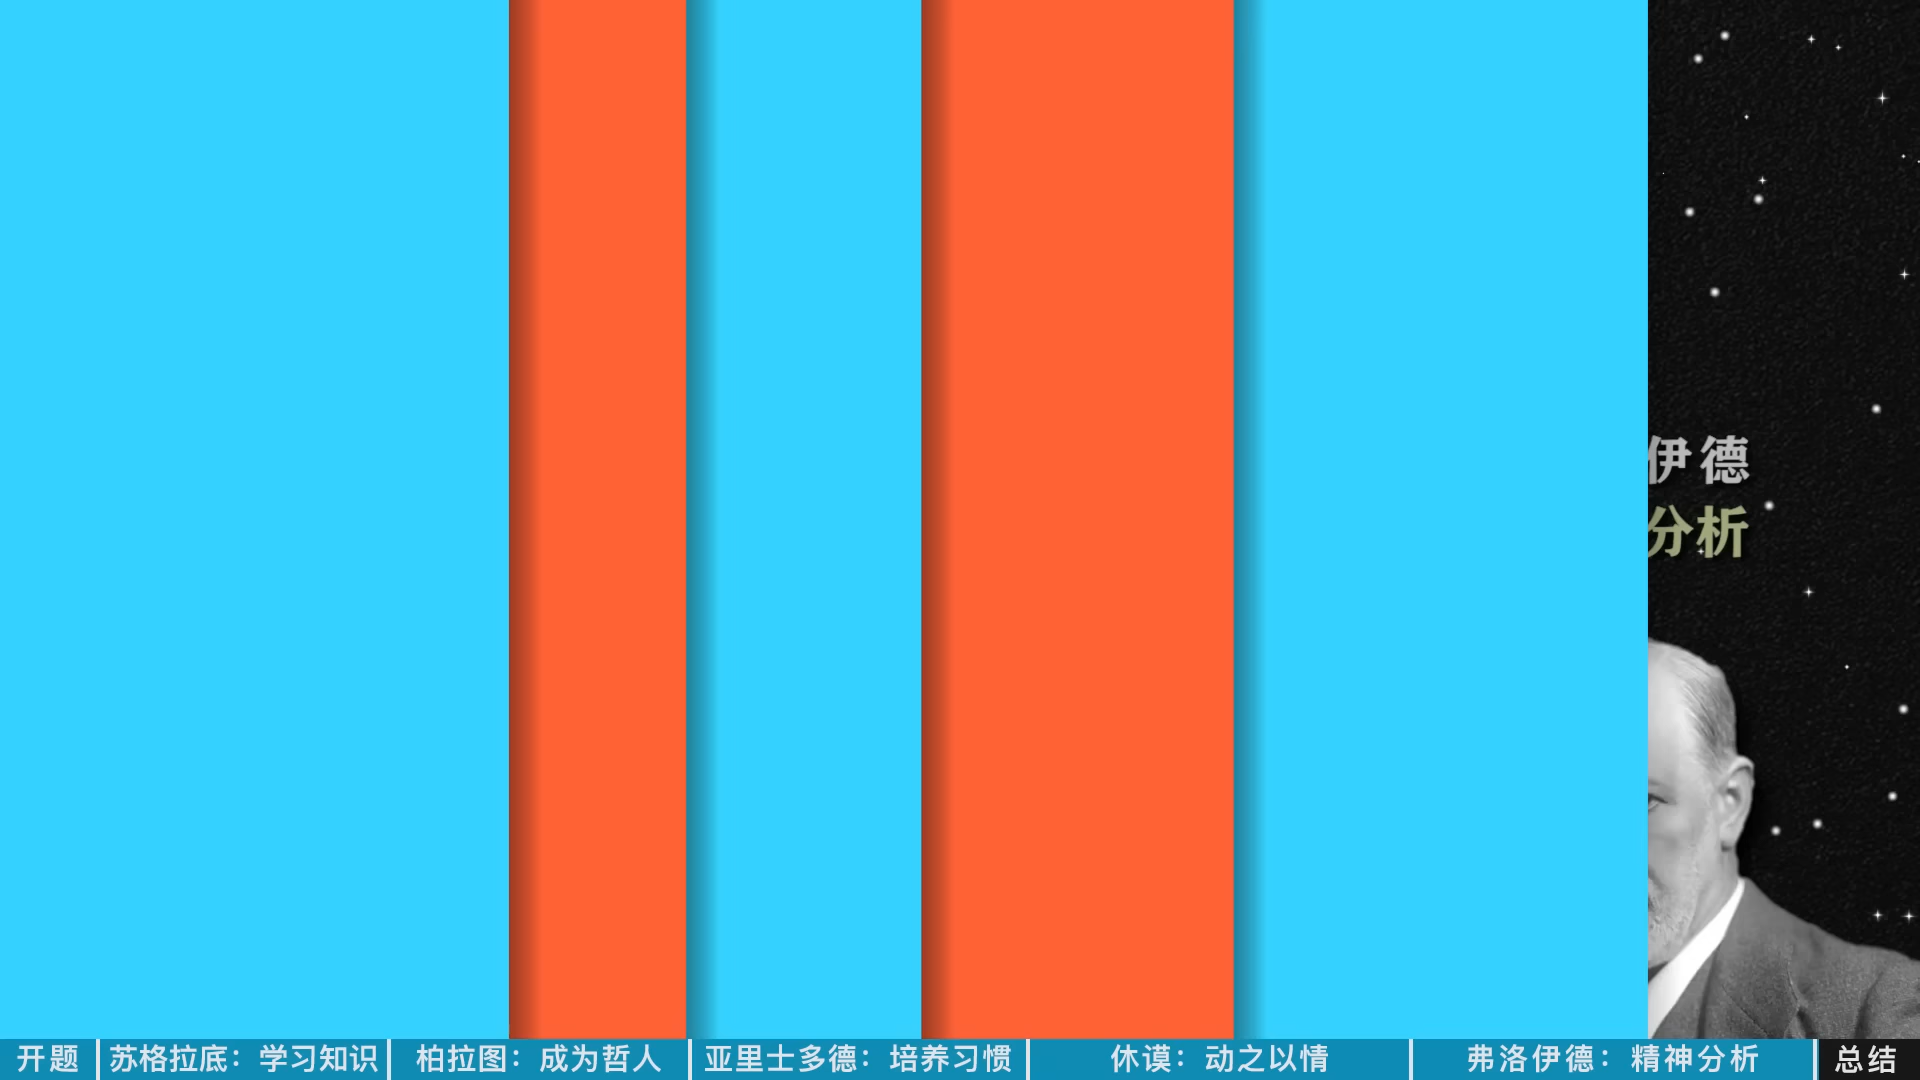 伊德
分析
开题
苏格拉底：学习知识
柏拉图：成为哲人
亚里士多德：培养习惯
休谟：动之以情
弗洛伊德：精神分析
总结